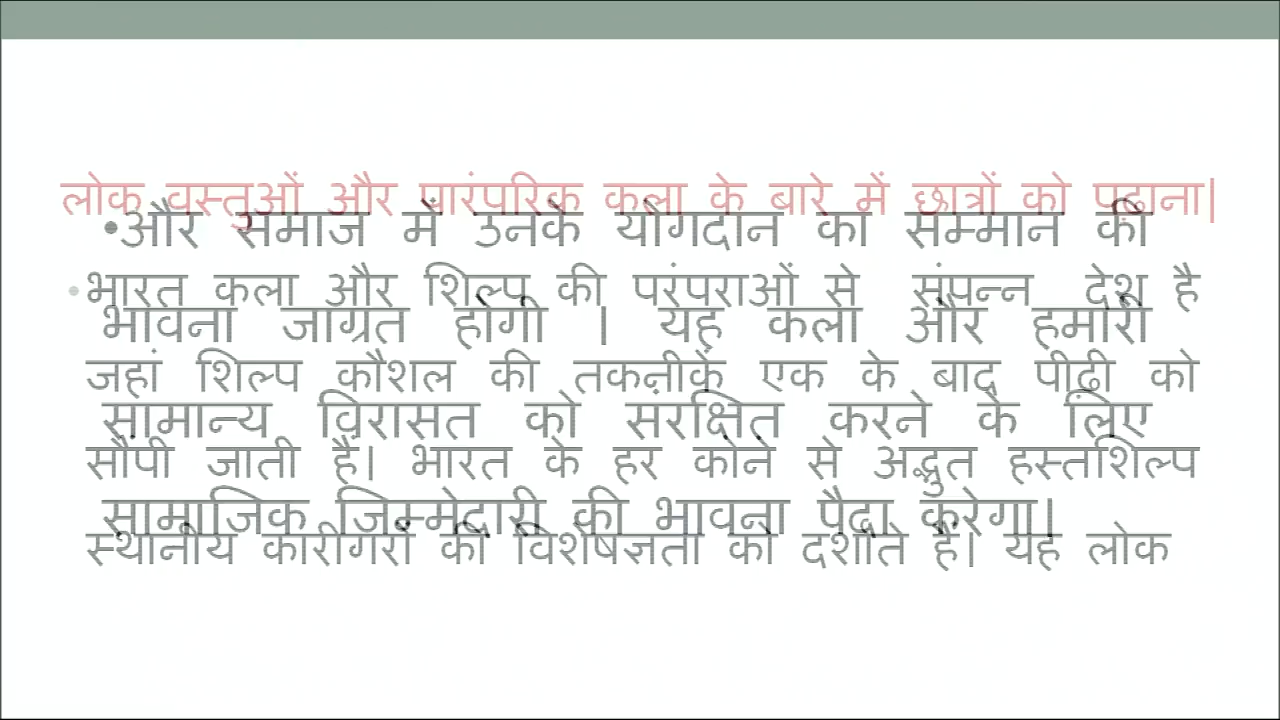 लोक वस्तुओं और पारंपरिक कला के बारे में छात्रों को पढ़ाना|
•और समाज में उनके योगदान का सम्मान की
• भारत कला और शिल्प की परंपराओं से संपन्न देश है
भावना जाग्रत होगी | यह कला और हमारी
जहां शिल्प कौशल की तकनीकें एक के बाद पीढ़ी को
सामान्य विरासत को संरक्षित करने के लिए
सौंपी जाती हैं| भारत के हर कोने से अद्भुत हस्तशिल्प
सामाजिक जिम्मेदारी की भावना पैदा करेगा|
स्थानीय कारीगरों की विशेषज्ञता को दर्शाते हैं| यह लोक